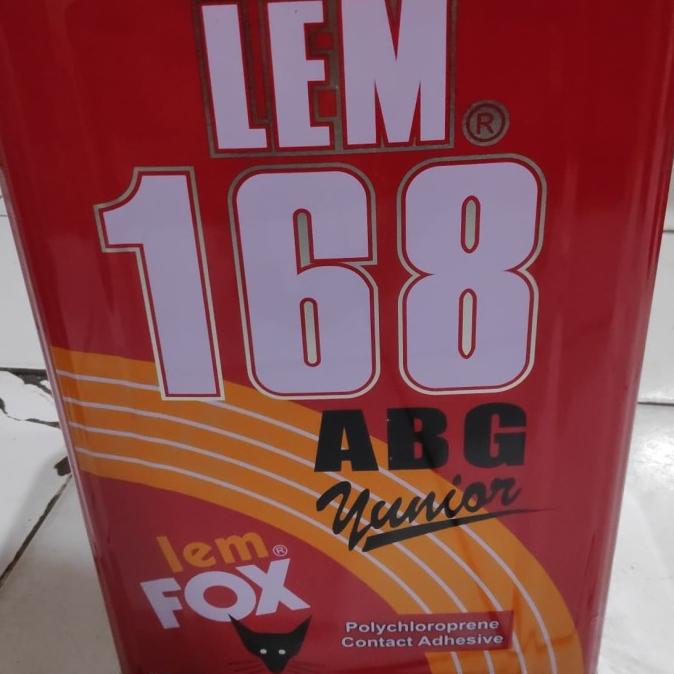 LEM®
168
ABG
Yunior
lem®
FOX
Polychloroprene
Contact Adhesive